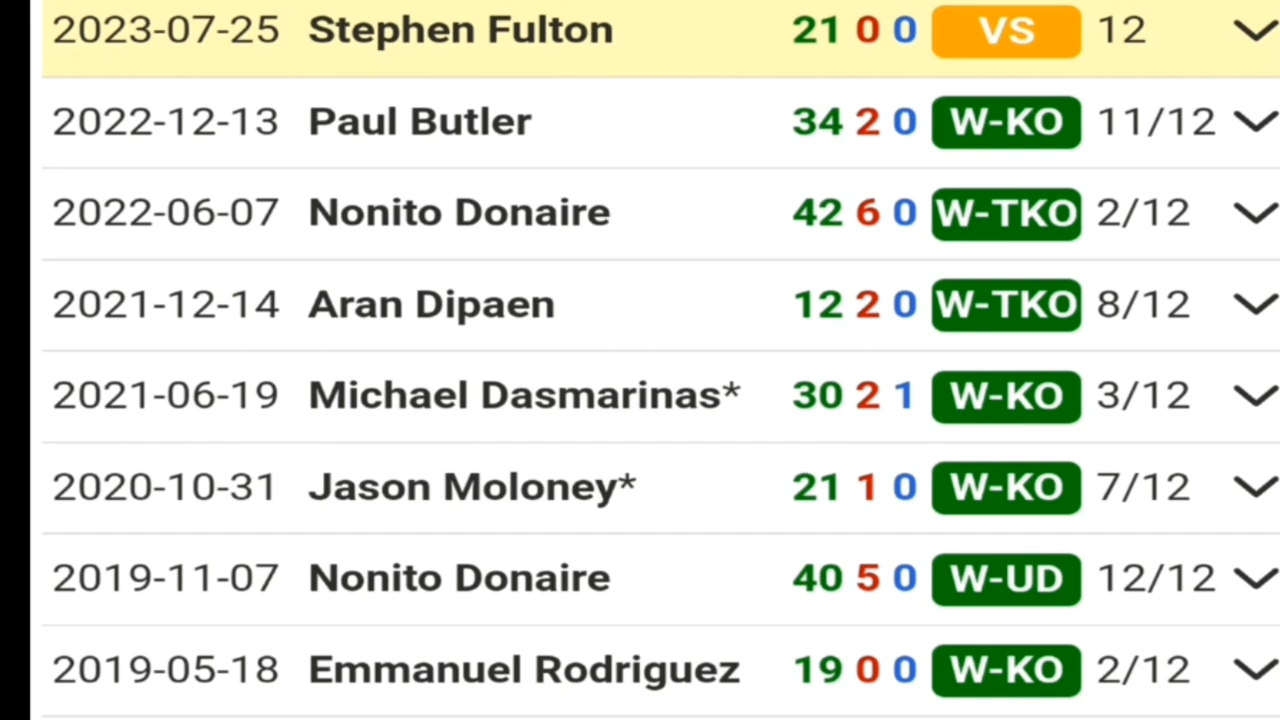 2023-07-25 Stephen Fulton 21 0 0 VS 12
2022-12-13 Paul Butler 34 2 0 W-KO 11/12
2022-06-07 Nonito Donaire 42 6 0 W-TKO 2/12
2021-12-14 Aran Dipaen 12 2 0 W-TKO 8/12
2021-06-19 Michael Dasmarinas* 30 2 1 W-KO 3/12
2020-10-31 Jason Moloney* 21 1 0 W-KO 7/12
2019-11-07 Nonito Donaire 40 5 0 W-UD 12/12
2019-05-18 Emmanuel Rodriguez 19 0 0 W-KO 2/12